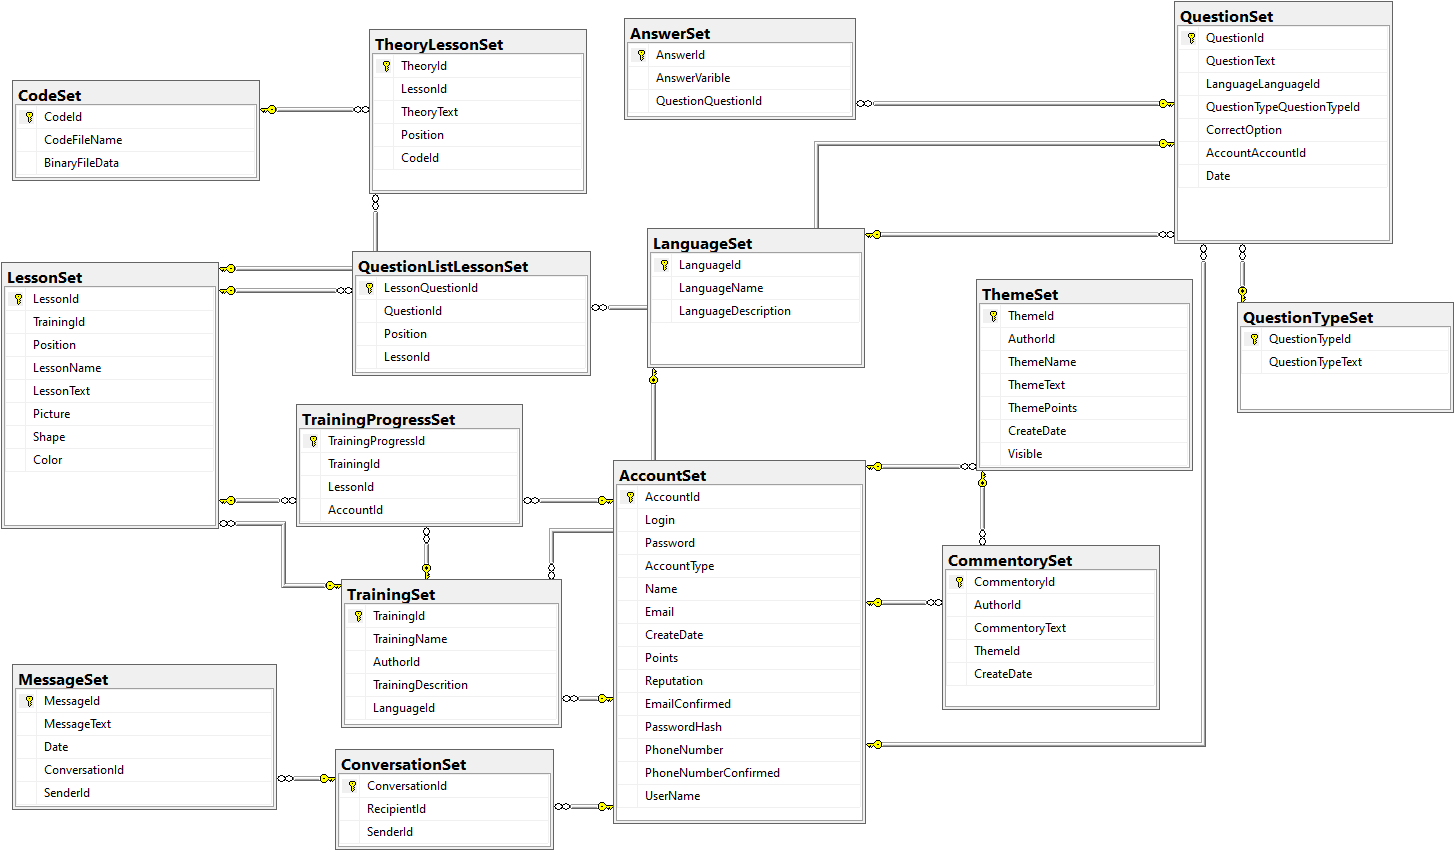 CodeSet
CodeId
CodeFileName
BinaryFileData
TheoryLessonSet
TheoryId
LessonId
TheoryText
Position
CodeId
AnswerSet
AnswerId
AnswerVarible
QuestionQuestionId
QuestionSet
QuestionId
QuestionText
LanguageLanguageId
QuestionTypeQuestionTypeId
CorrectOption
AccountAccountId
Date
LessonSet
LessonId
TrainingId
Position
LessonName
LessonText
Picture
Shape
Color
QuestionListLessonSet
LessonQuestionId
QuestionId
Position
LessonId
LanguageSet
LanguageId
LanguageName
LanguageDescription
ThemeSet
ThemeId
AuthorId
ThemeName
ThemeText
ThemePoints
CreateDate
Visible
QuestionTypeSet
QuestionTypeId
QuestionTypeText
TrainingProgressSet
TrainingProgressId
TrainingId
LessonId
AccountId
AccountSet
AccountId
Login
Password
AccountType
Name
Email
CreateDate
Points
Reputation
EmailConfirmed
PasswordHash
PhoneNumber
PhoneNumberConfirmed
UserName
CommentorySet
CommentoryId
AuthorId
CommentoryText
ThemeId
CreateDate
TrainingSet
TrainingId
TrainingName
AuthorId
TrainingDescrition
LanguageId
MessageSet
MessageId
MessageText
Date
ConversationId
SenderId
ConversationSet
ConversationId
RecipientId
SenderId